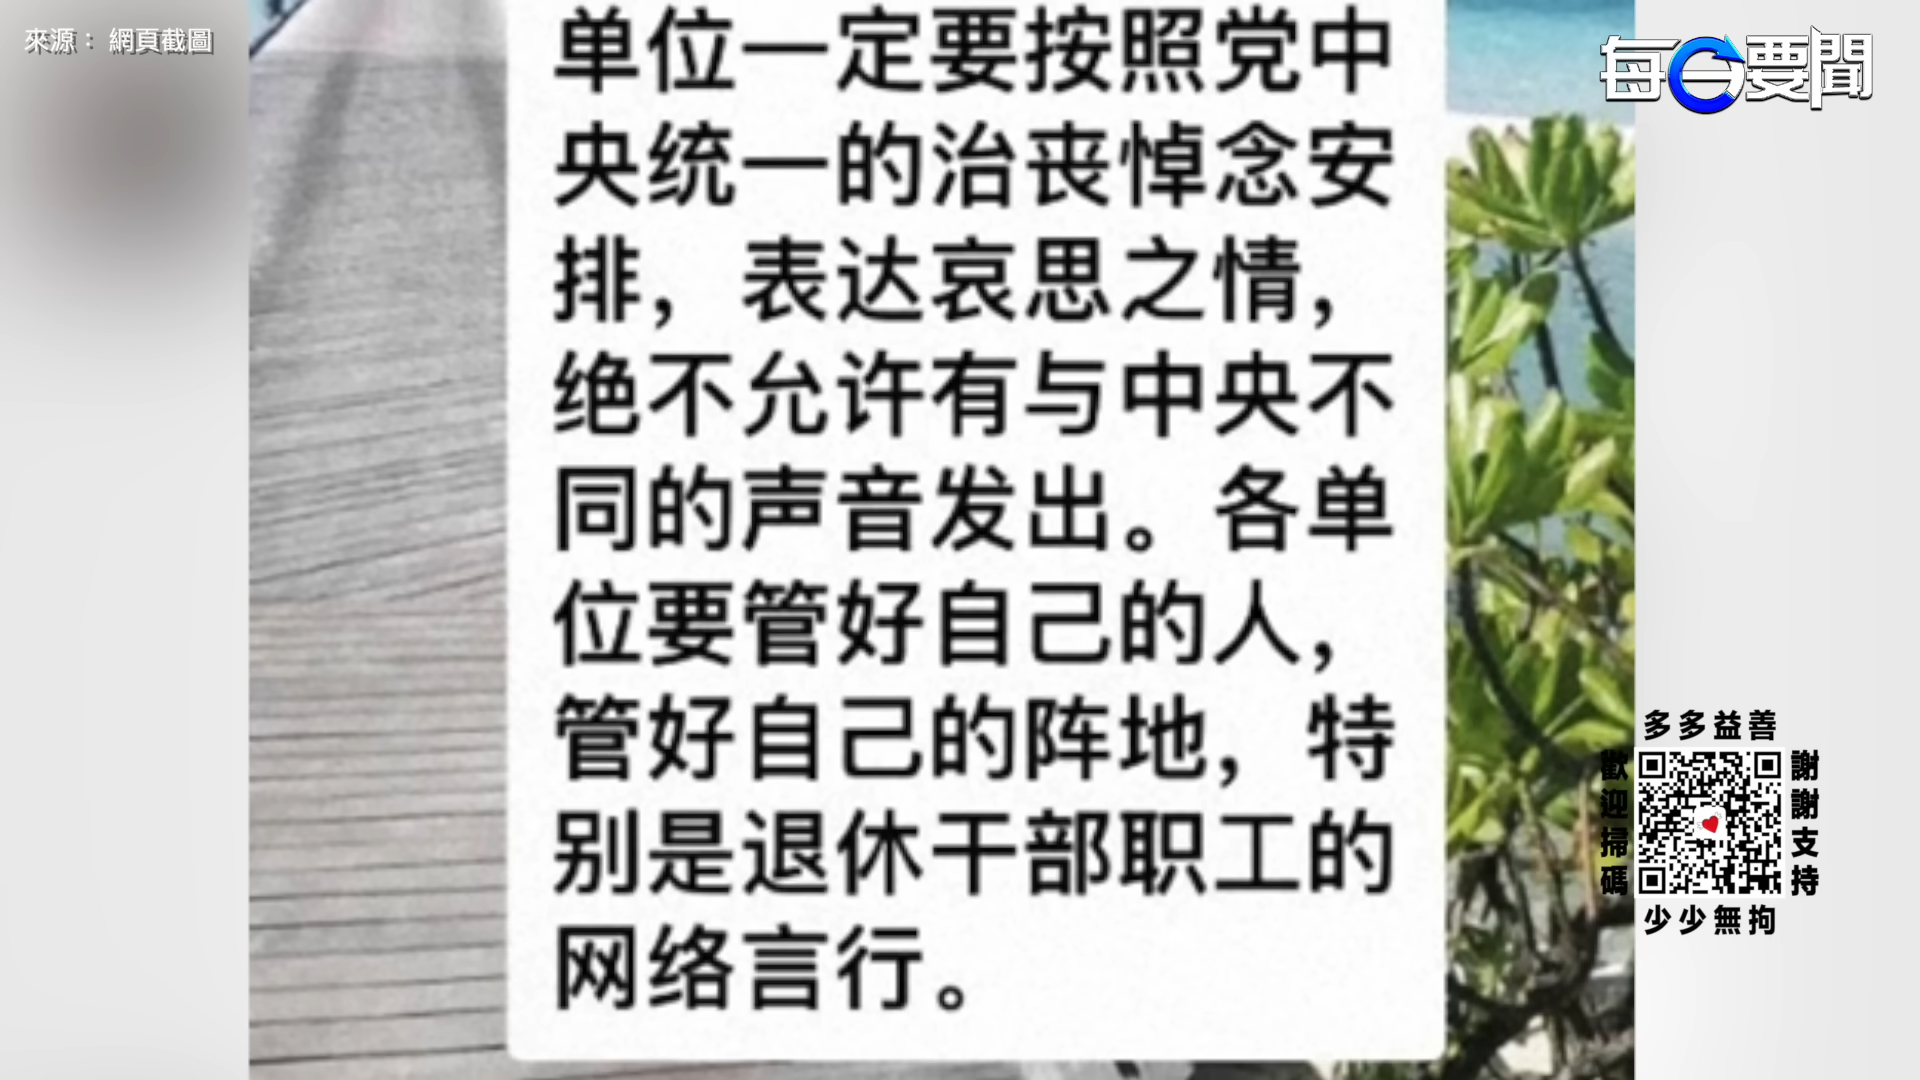 來源： 網頁截圖
每日要聞
单位一定要按照党中
央统一的治丧悼念安
排，表达哀思之情，
绝不允许有与中央不
同的声音发出。各单
位要管好自己的人，
管好自己的阵地，特
别是退休干部职工的
网络言行。
多多益善
歡迎掃碼
謝謝支持
少少無拘